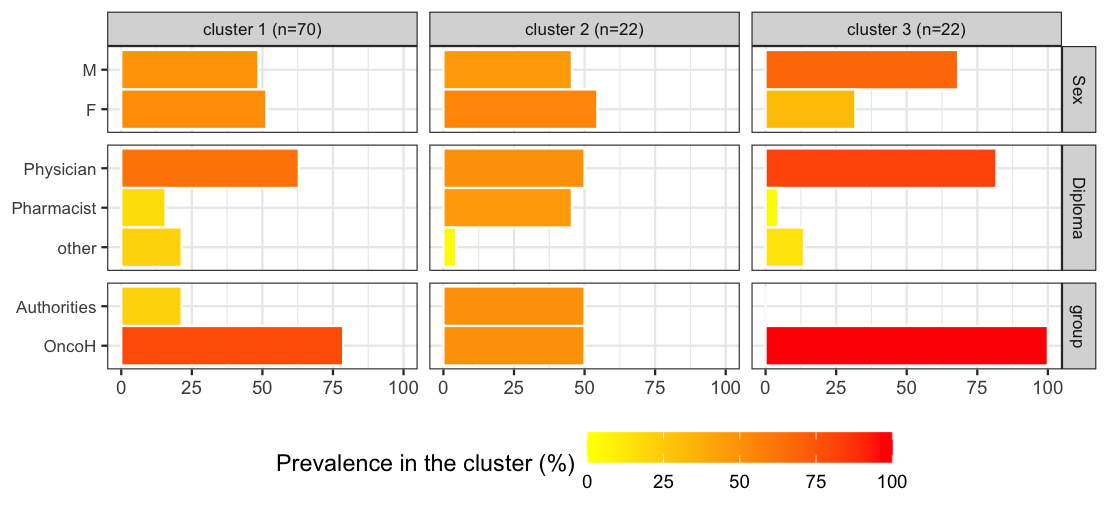 cluster 1 (n=70) cluster 2 (n=22) cluster 3 (n=22)
M
F
Sex
Physician
Pharmacist
other
Diploma
Authorities
OncoH
group
0 25 50 75 100 0 25 50 75 100 0 25 50 75 100
Prevalence in the cluster (%)
0 25 50 75 100